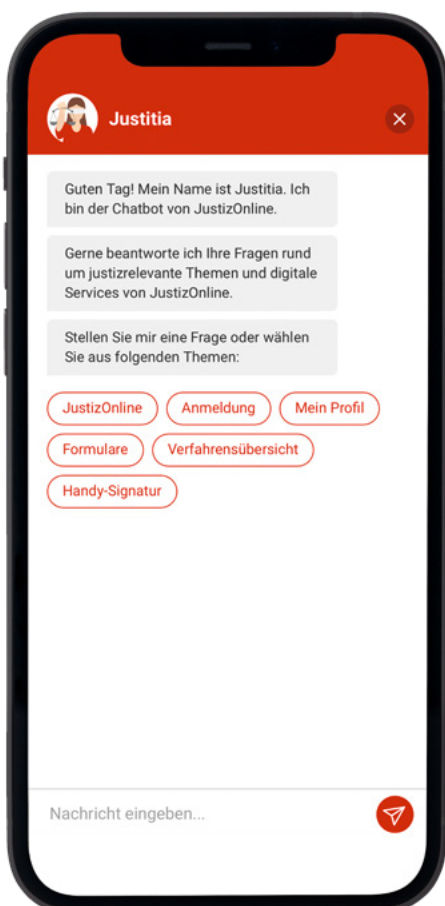 Justitia
Guten Tag! Mein Name ist Justitia. Ich
bin der Chatbot von JustizOnline.
Gerne beantworte ich Ihre Fragen rund
um justizrelevante Themen und digitale
Services von JustizOnline.
Stellen Sie mir eine Frage oder wählen
Sie aus folgenden Themen:
JustizOnline Anmeldung Mein Profil
Formulare Verfahrensübersicht
Handy-Signatur
Nachricht eingeben...